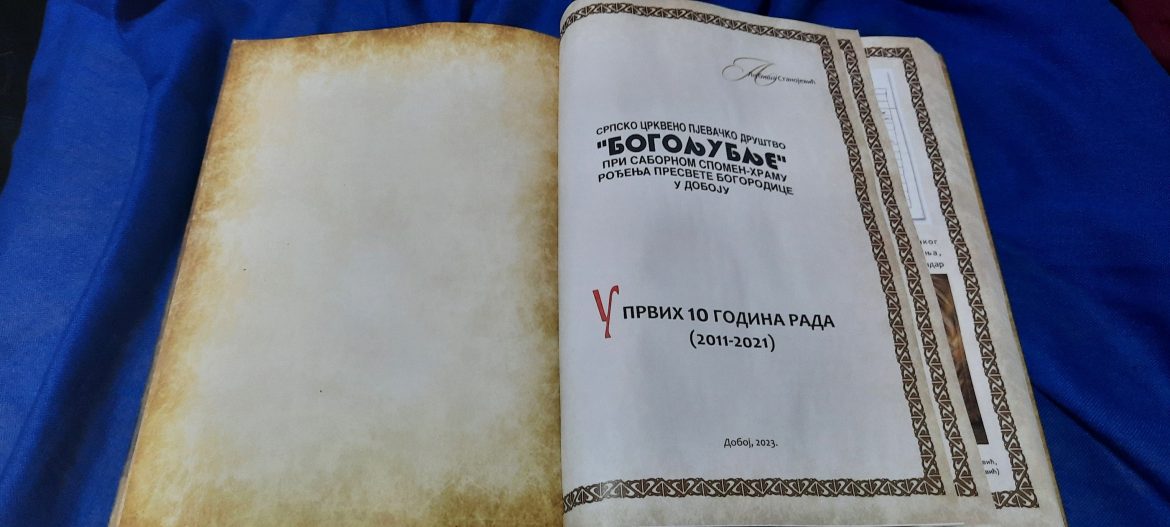 Станојевић
СРПСКО ЦРКВЕНО ПЈЕВАЧКО ДРУШТВО
"БОГОЉУБЉЕ"
ПРИ САБОРНОМ СПОМЕН-ХРАМУ
РОЂЕЊА ПРЕСВЕТЕ БОГОРОДИЦЕ
У ДОБОЈУ
У ПРВИХ 10 ГОДИНА РАДА
(2011-2021)
Добој, 2023.